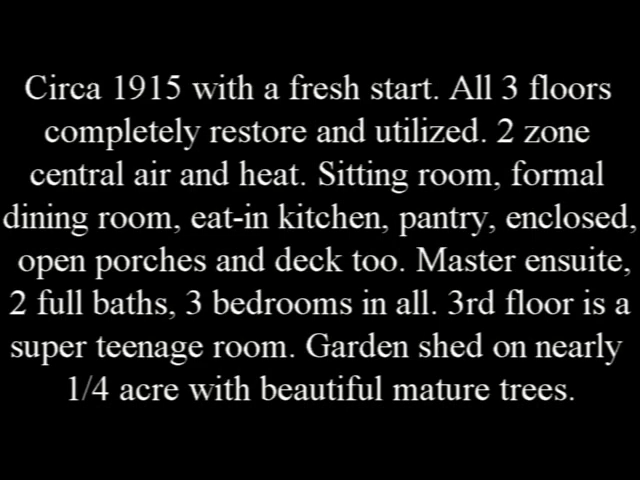 Circa 1915 with a fresh start. All 3 floors
completely restore and utilized. 2 zone
central air and heat. Sitting room, formal
dining room, eat-in kitchen, pantry, enclosed,
open porches and deck too. Master ensuite,
2 full baths, 3 bedrooms in all. 3rd floor is a
super teenage room. Garden shed on nearly
1/4 acre with beautiful mature trees.